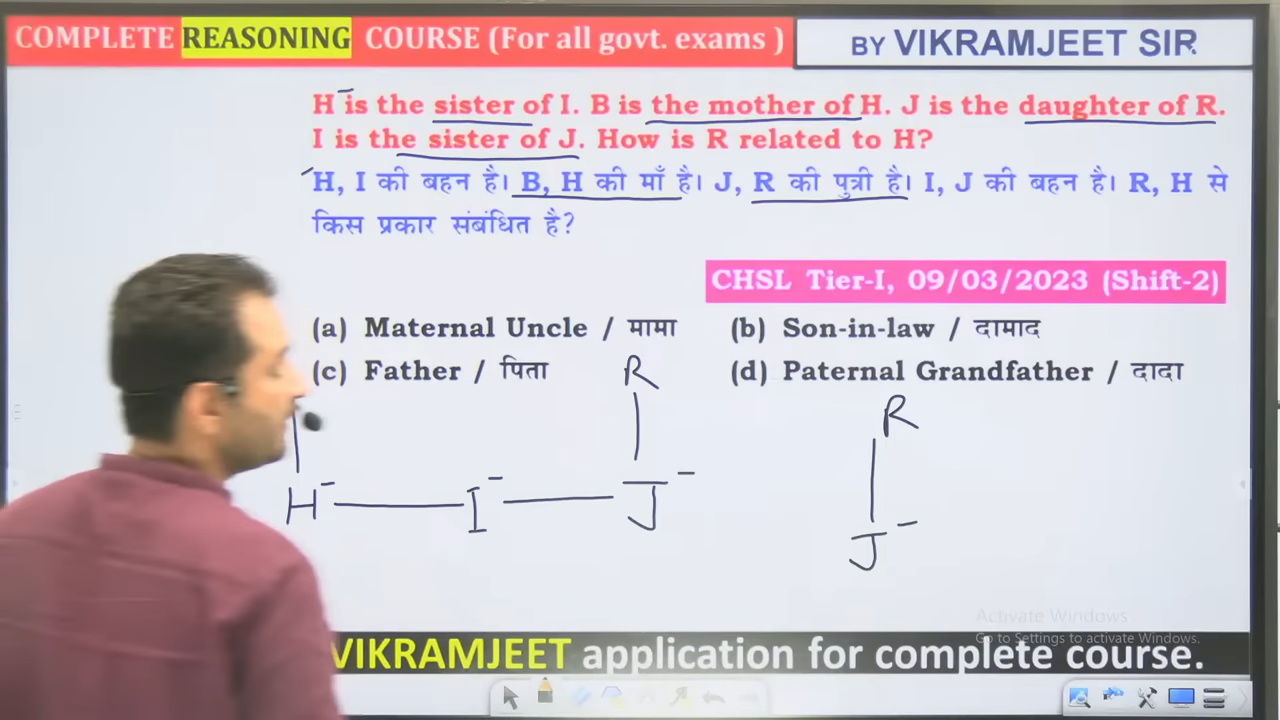 COMPLETE REASONING COURSE (For all govt. exams )
BY VIKRAMJEET SIR
H is the sister of I. B is the mother of H. J is the daughter of R.
I is the sister of J. How is R related to H?
H, I की बहन है। B, H की माँ है। J, R की पुत्री है। I, J की बहन है। R, H से
किस प्रकार संबंधित है?
CHSL Tier-I, 09/03/2023 (Shift-2)
(a) Maternal Uncle / मामा
(b) Son-in-law / दामाद
(c) Father / पिता
(d) Paternal Grandfather / दादा
R
R
H- I- J-
J-
Activate Windows
Go to Settings to activate Windows.
VIKRAMJEET application for complete course.